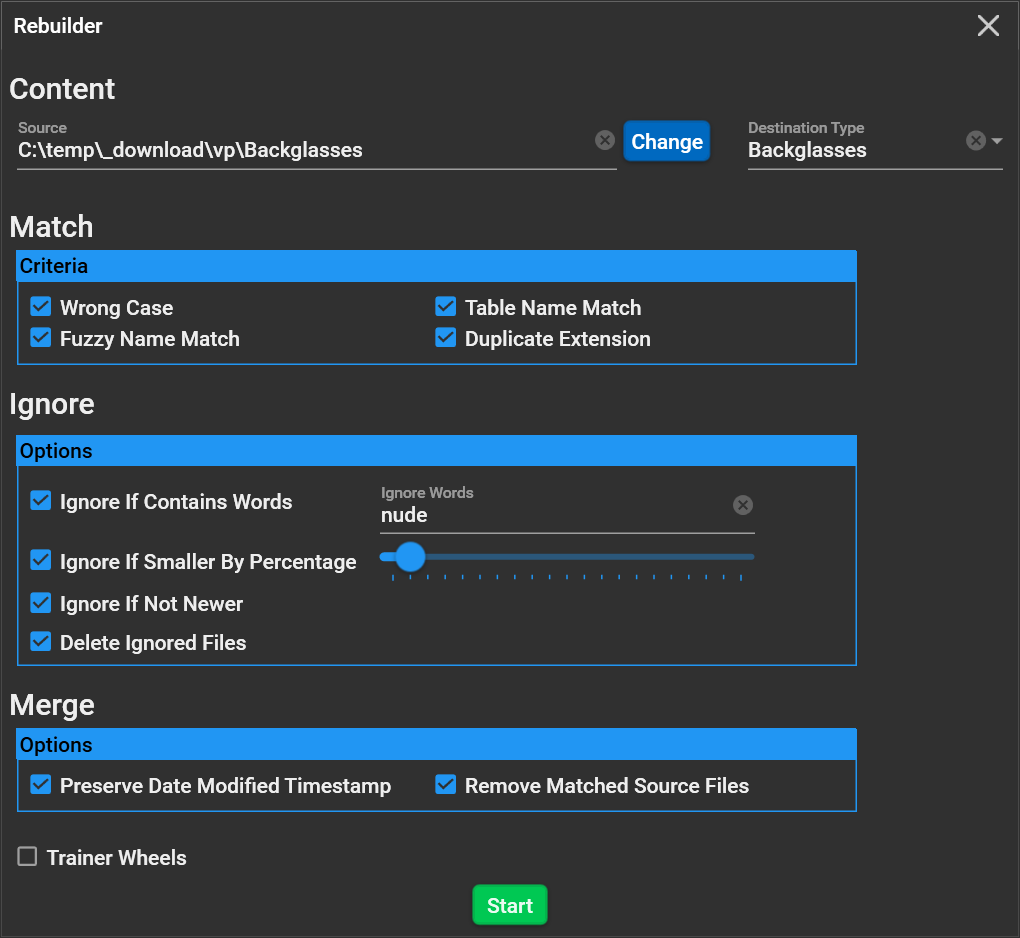 Rebuilder
Content
Source
C:\temp\_download\vp\Backglasses
Change
Destination Type
Backglasses
Match
Criteria
Wrong Case
Table Name Match
Fuzzy Name Match
Duplicate Extension
Ignore
Options
Ignore If Contains Words
Ignore Words
nude
Ignore If Smaller By Percentage
Ignore If Not Newer
Delete Ignored Files
Merge
Options
Preserve Date Modified Timestamp
Remove Matched Source Files
Trainer Wheels
Start